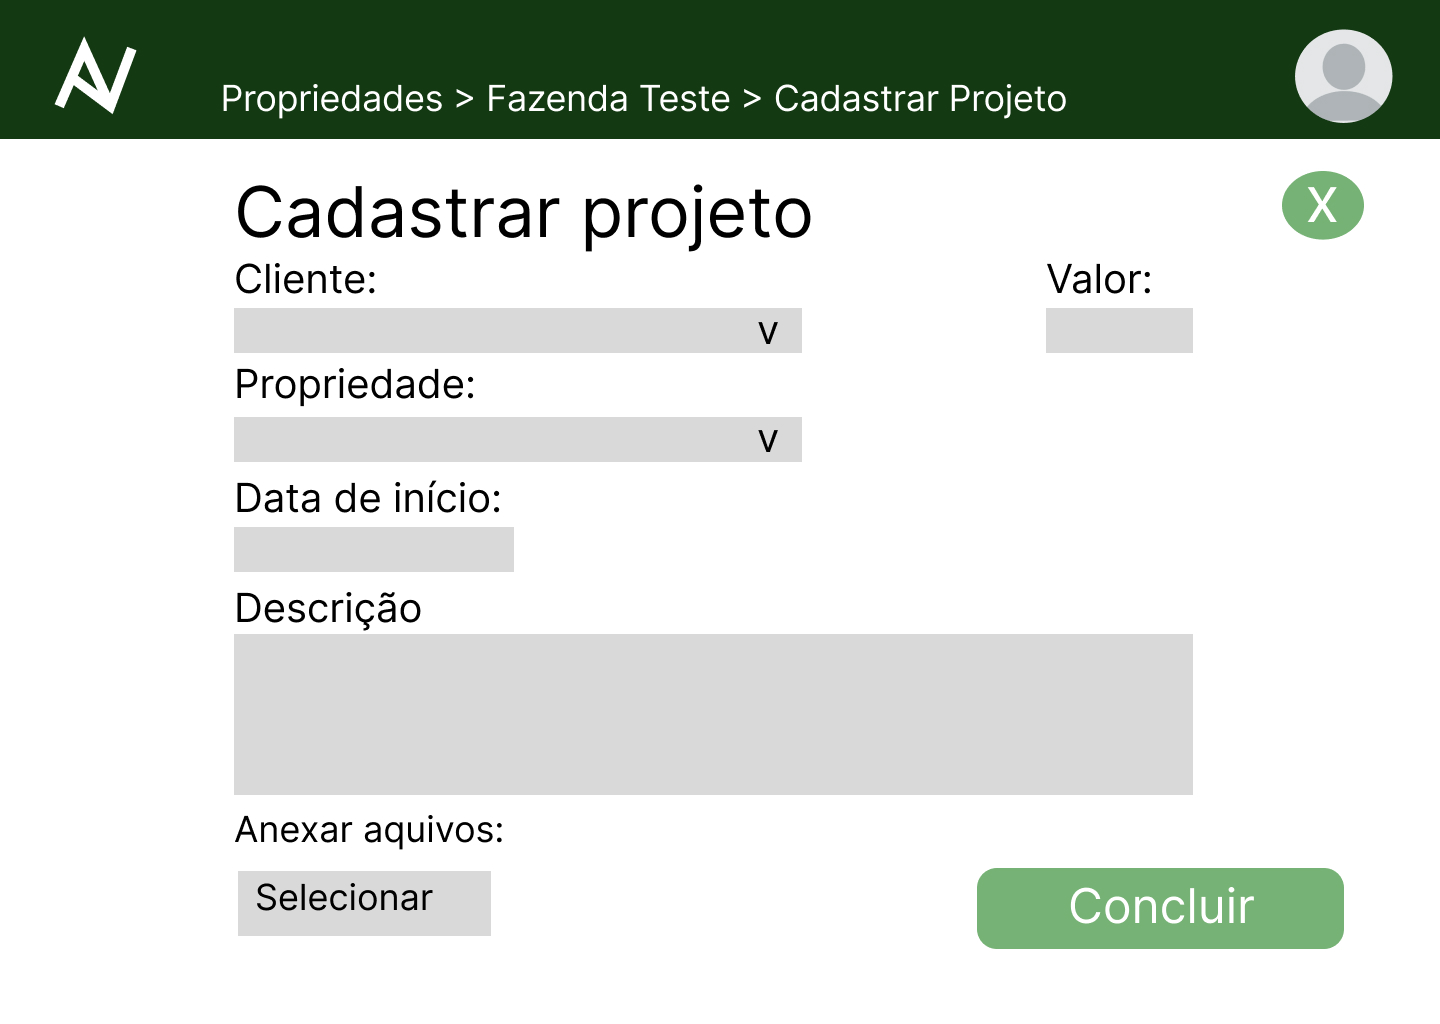 Propriedades > Fazenda Teste > Cadastrar Projeto
Cadastrar projeto
X
Cliente:
Valor:
v
Propriedade:
v
Data de início:
Descrição
Anexar aquivos:
Selecionar
Concluir